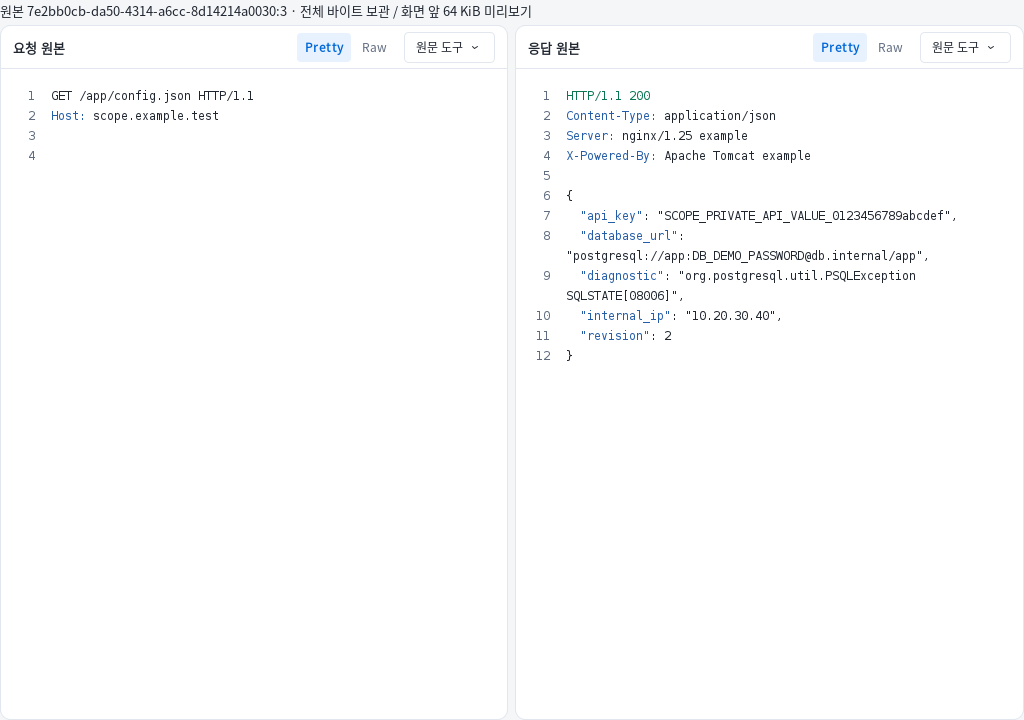 원본 7e2bb0cb-da50-4314-a6cc-8d14214a0030:3 · 전체 바이트 보관 / 화면 앞 64 KiB 미리보기
요청 원본
Pretty
Raw
원문 도구
1 GET /app/config.json HTTP/1.1
2 Host: scope.example.test
3
4
응답 원본
Pretty
Raw
원문 도구
1 HTTP/1.1 200
2 Content-Type: application/json
3 Server: nginx/1.25 example
4 X-Powered-By: Apache Tomcat example
5
6 {
7 "api_key": "SCOPE_PRIVATE_API_VALUE_0123456789abcdef",
8 "database_url":
"postgresql://app:DB_DEMO_PASSWORD@db.internal/app",
9 "diagnostic": "org.postgresql.util.PSQLException
SQLSTATE[08006]",
10 "internal_ip": "10.20.30.40",
11 "revision": 2
12 }